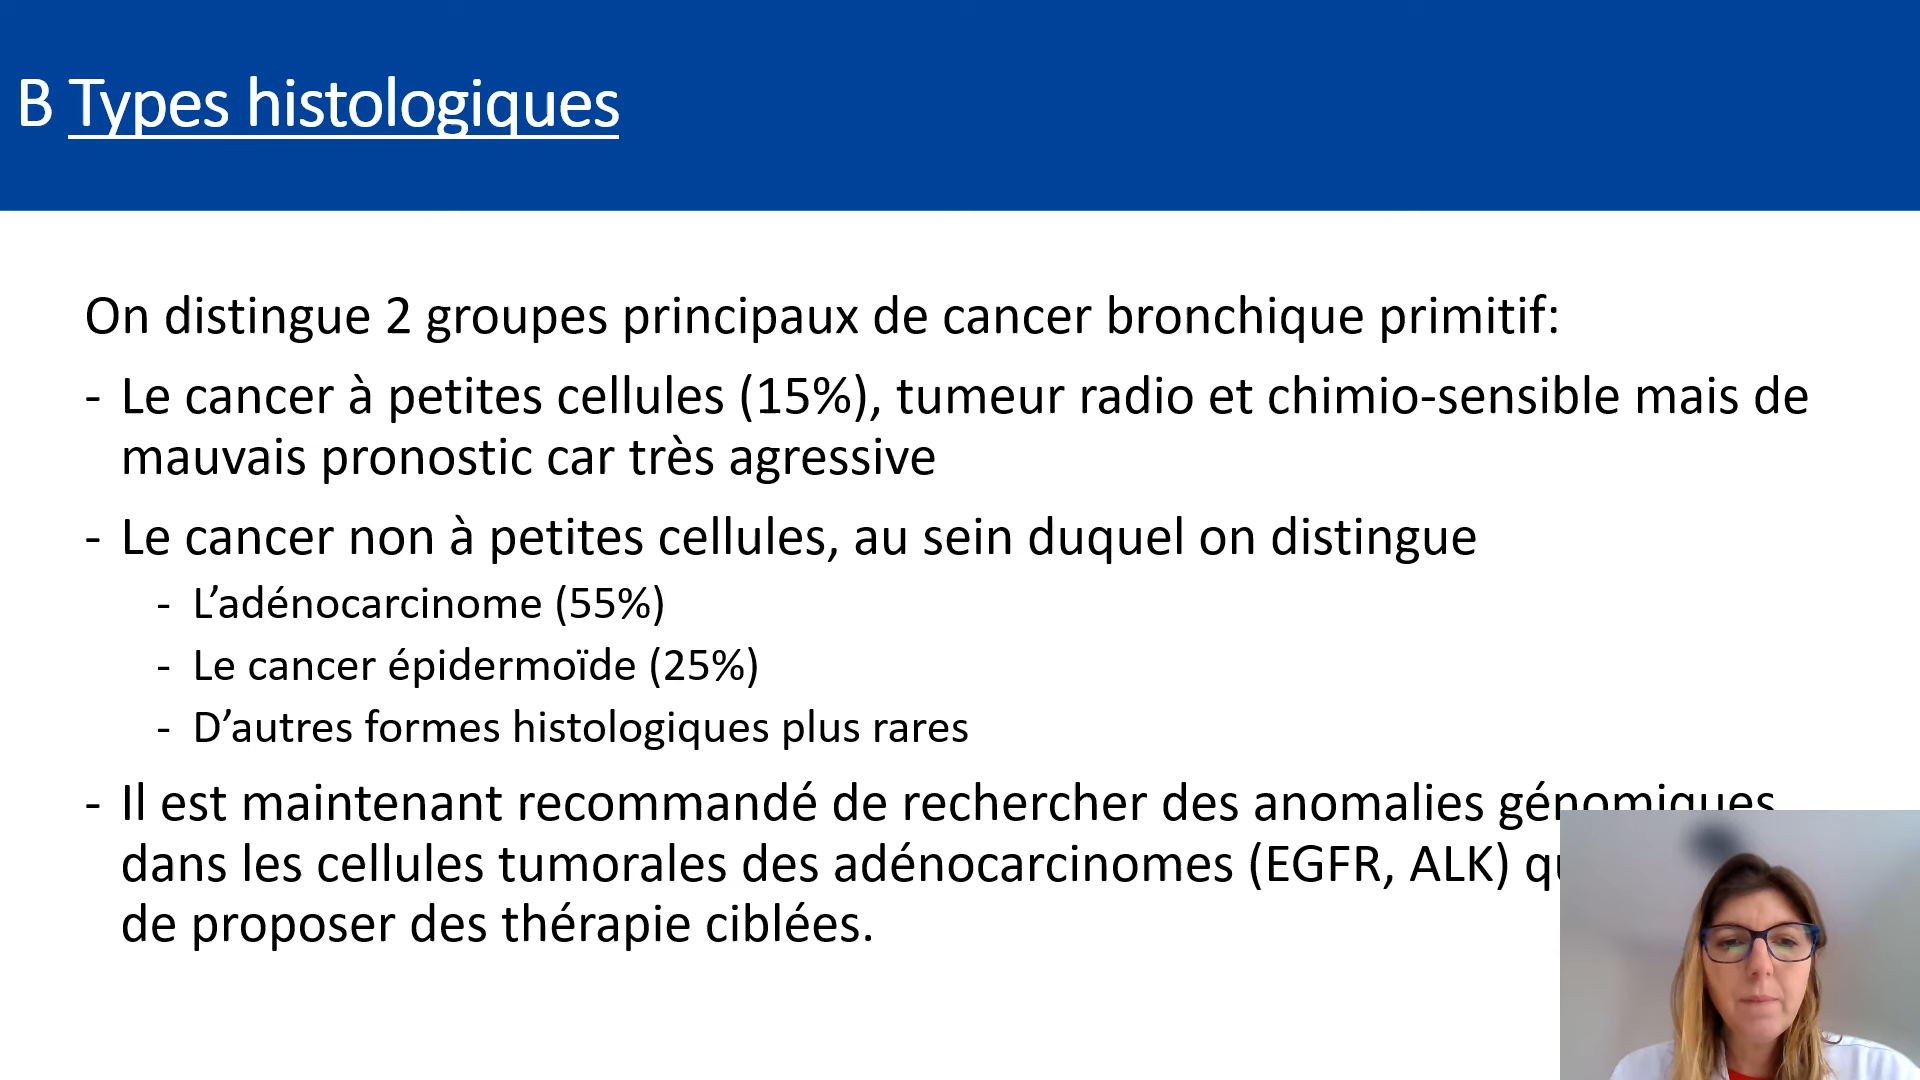 B Types histologiques
On distingue 2 groupes principaux de cancer bronchique primitif:
- Le cancer à petites cellules (15%), tumeur radio et chimio-sensible mais de
mauvais pronostic car très agressive
- Le cancer non à petites cellules, au sein duquel on distingue
- L’adénocarcinome (55%)
- Le cancer épidermoïde (25%)
- D’autres formes histologiques plus rares
- Il est maintenant recommandé de rechercher des anomalies génomiques
dans les cellules tumorales des adénocarcinomes (EGFR, ALK)
de proposer des thérapie ciblées.